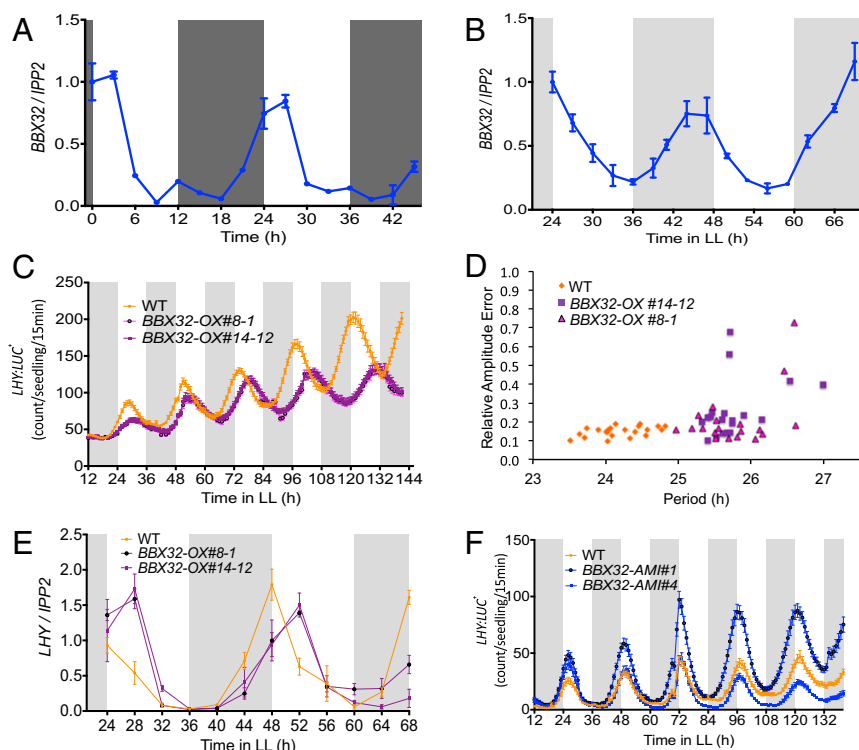 A
1.5
1.0
0.5
0.0
BBX32 / IPP2
0 6 12 18 24 30 36 42
Time (h)
B
1.5
1.0
0.5
0.0
BBX32 / IPP2
24 30 36 42 48 54 60 66
Time in LL (h)
C
250
200
150
100
50
0
LHY:LUC+
(count/seedling/15min)
WT
BBX32-OX#8-1
BBX32-OX#14-12
12 24 36 48 60 72 84 96 108 120 132 144
Time in LL (h)
D
1.0
0.9
0.8
0.7
0.6
0.5
0.4
0.3
0.2
0.1
0.0
Relative Amplitude Error
WT
BBX32-OX #14-12
BBX32-OX #8-1
23 24 25 26 27
Period (h)
E
2.5
2.0
1.5
1.0
0.5
0.0
LHY / IPP2
WT
BBX32-OX#8-1
BBX32-OX#14-12
24 28 32 36 40 44 48 52 56 60 64 68
Time in LL (h)
F
150
100
50
0
LHY:LUC+
(count/seedling/15min)
WT
BBX32-AMI#1
BBX32-AMI#4
12 24 36 48 60 72 84 96 108 120 132
Time in LL (h)